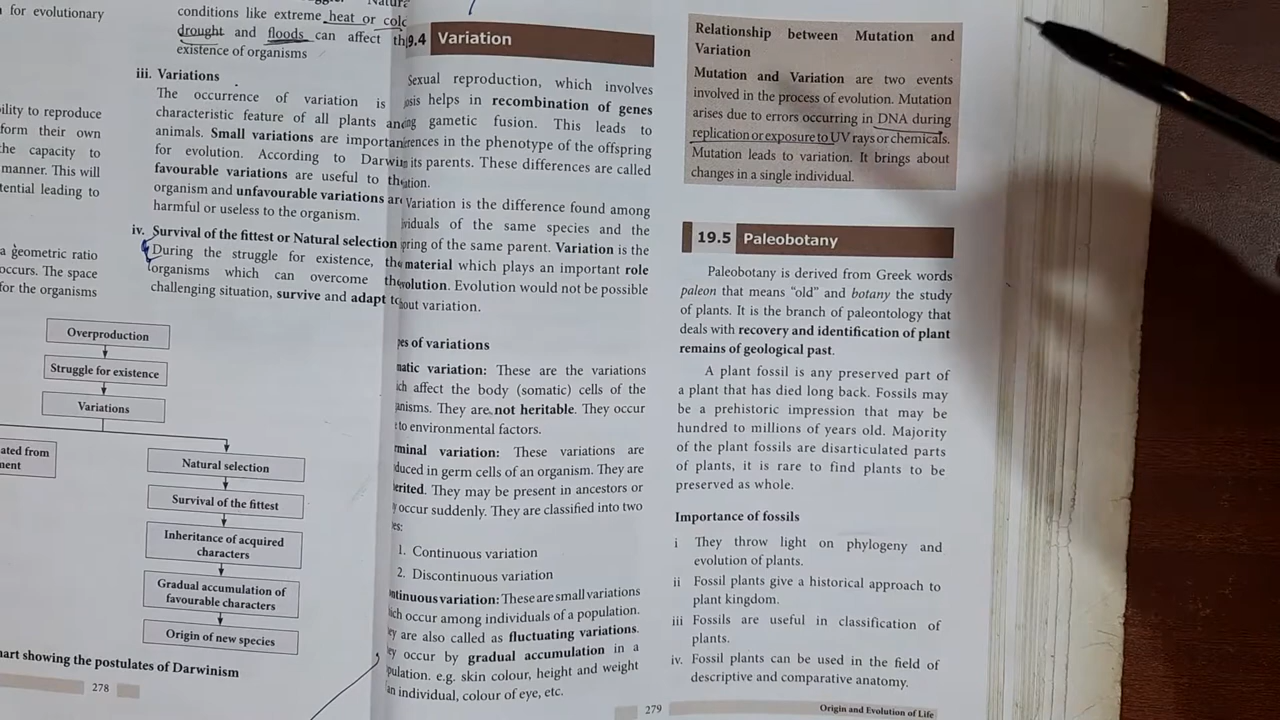 for evolutionary
ility to reproduce
form their own
the capacity to
manner. This will
tential leading to
a geometric ratio
occurs. The space
for the organisms
conditions like extreme heat or
drought and floods can affect
existence of organisms
iii. Variations
The occurrence of variation is
characteristic feature of all plants
animals. Small variations are
for evolution. According to
favourable variations are useful to
organism and unfavourable variations
harmful or useless to the organism.
iv. Survival of the fittest or Natural selection
During the struggle for existence,
organisms which can overcome
challenging situation, survive and adapt
Overproduction
Struggle for existence
Variations
ated from
ment
Natural selection
Survival of the fittest
Inheritance of acquired
characters
Gradual accumulation of
favourable characters
Origin of new species
art showing the postulates of Darwinism
278
9.4 Variation
Sexual reproduction, which involves
helps in recombination of genes
gametic fusion. This leads to
in the phenotype of the offspring
its parents. These differences are called
Variation is the difference found among
of the same species and the
of the same parent. Variation is the
material which plays an important role
Evolution would not be possible
variation.
of variations
variation: These are the variations
affect the body (somatic) cells of the
They are not heritable. They occur
to environmental factors.
variation: These variations are
in germ cells of an organism. They are
They may be present in ancestors or
occur suddenly. They are classified into two
1. Continuous variation
2. Discontinuous variation
variation: These are small variations
occur among individuals of a population.
are also called as fluctuating variations.
occur by gradual accumulation in a
e.g. skin colour, height and weight
an individual, colour of eye, etc.
279
Relationship between Mutation and
Variation
Mutation and Variation are two events
involved in the process of evolution. Mutation
arises due to errors occurring in DNA during
replication or exposure to UV rays or chemicals.
Mutation leads to variation. It brings about
changes in a single individual.
19.5 Paleobotany
Paleobotany is derived from Greek words
paleon that means “old” and botany the study
of plants. It is the branch of paleontology that
deals with recovery and identification of plant
remains of geological past.
A plant fossil is any preserved part of
a plant that has died long back. Fossils may
be a prehistoric impression that may be
hundred to millions of years old. Majority
of the plant fossils are disarticulated parts
of plants, it is rare to find plants to be
preserved as whole.
Importance of fossils
i They throw light on phylogeny and
evolution of plants.
ii Fossil plants give a historical approach to
plant kingdom.
iii Fossils are useful in classification of
plants.
iv. Fossil plants can be used in the field of
descriptive and comparative anatomy.
Origin and Evolution of Life